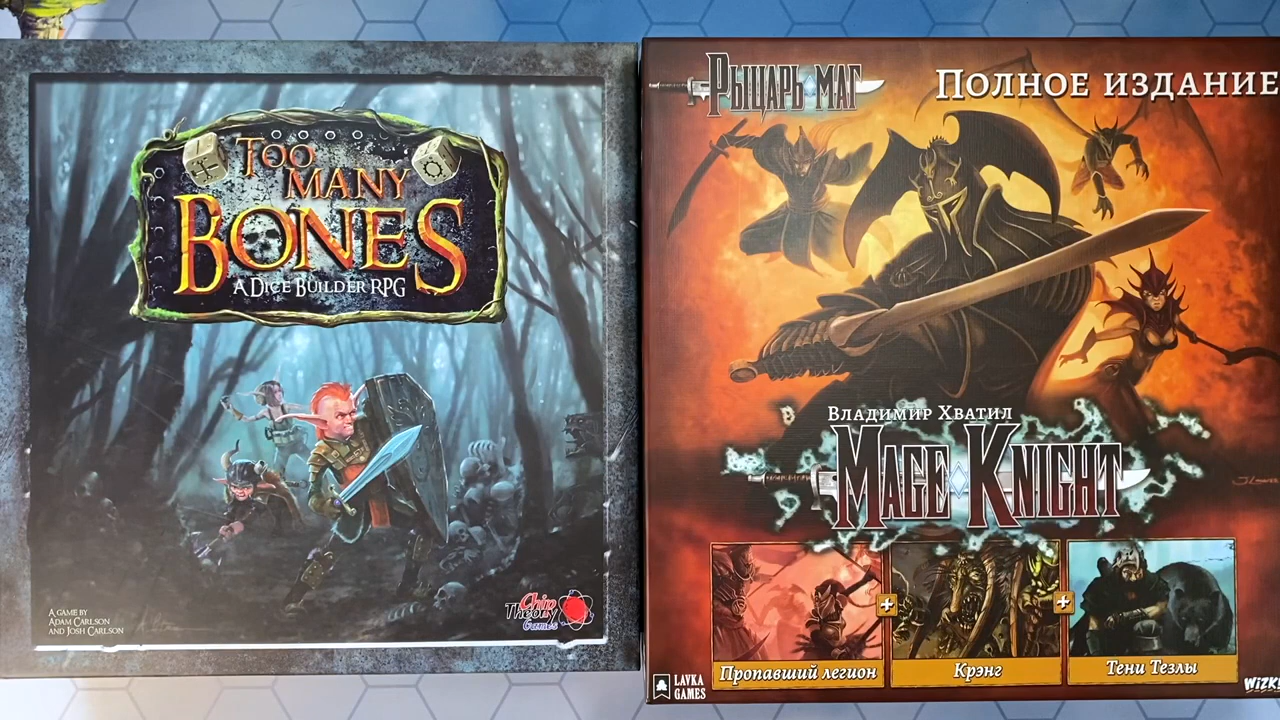 TOO
MANY
BONES
A DICE BUILDER RPG
A GAME BY
ADAM CARLSON
AND JOSH CARLSON
Chip
Theory
Games
РЫЦАРЬ МАГ
ПОЛНОЕ ИЗДАНИЕ
ВЛАДИМИР ХВАТИЛ
MAGE KNIGHT
+
+
Пропавший легион
Крэнг
Тени Тезлы
LAVKA
GAMES